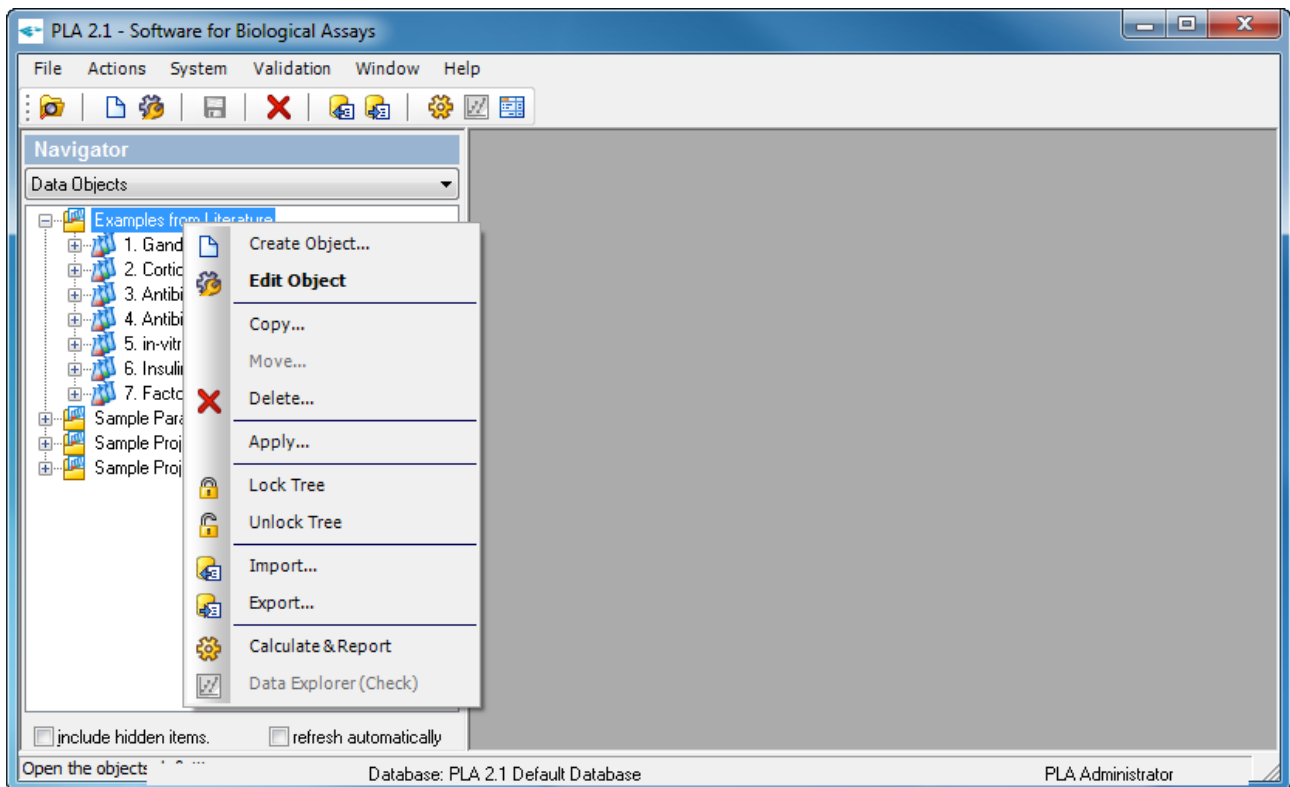 PLA 2.1 - Software for Biological Assays
File Actions System Validation Window Help
Navigator
Data Objects
Examples from Literature
1. Gand
2. Cortic
3. Antibi
4. Antibi
5. in-vitr
6. Insulin
7. Facto
Sample Para
Sample Proj
Sample Proj
Create Object...
Edit Object
Copy...
Move...
Delete...
Apply...
Lock Tree
Unlock Tree
Import...
Export...
Calculate & Report
Data Explorer (Check)
include hidden items. refresh automatically
Open the objects
Database: PLA 2.1 Default Database
PLA Administrator